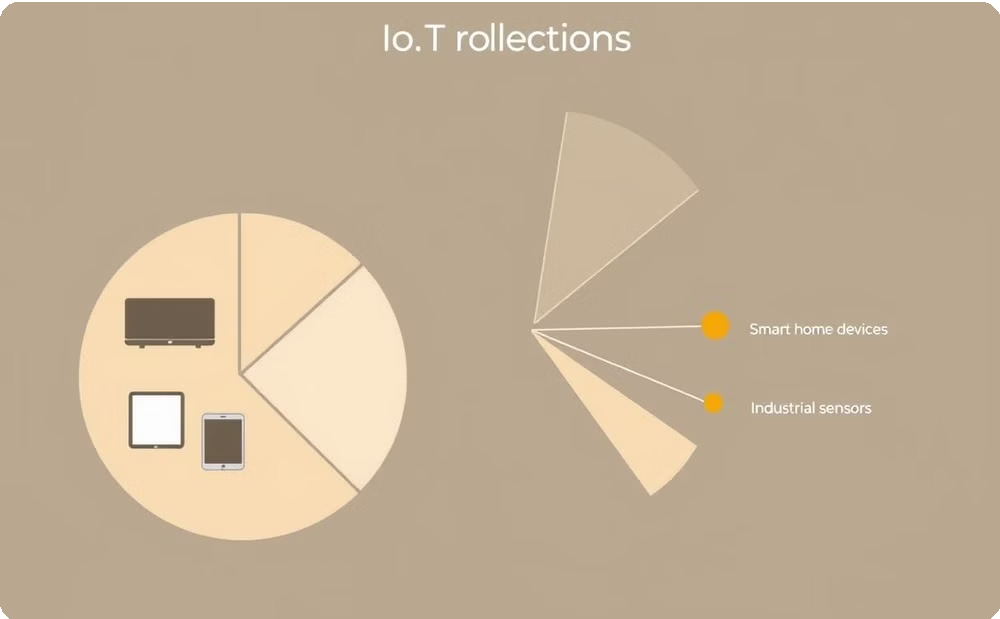 Io.T rollections
Smart home devices
Industrial sensors